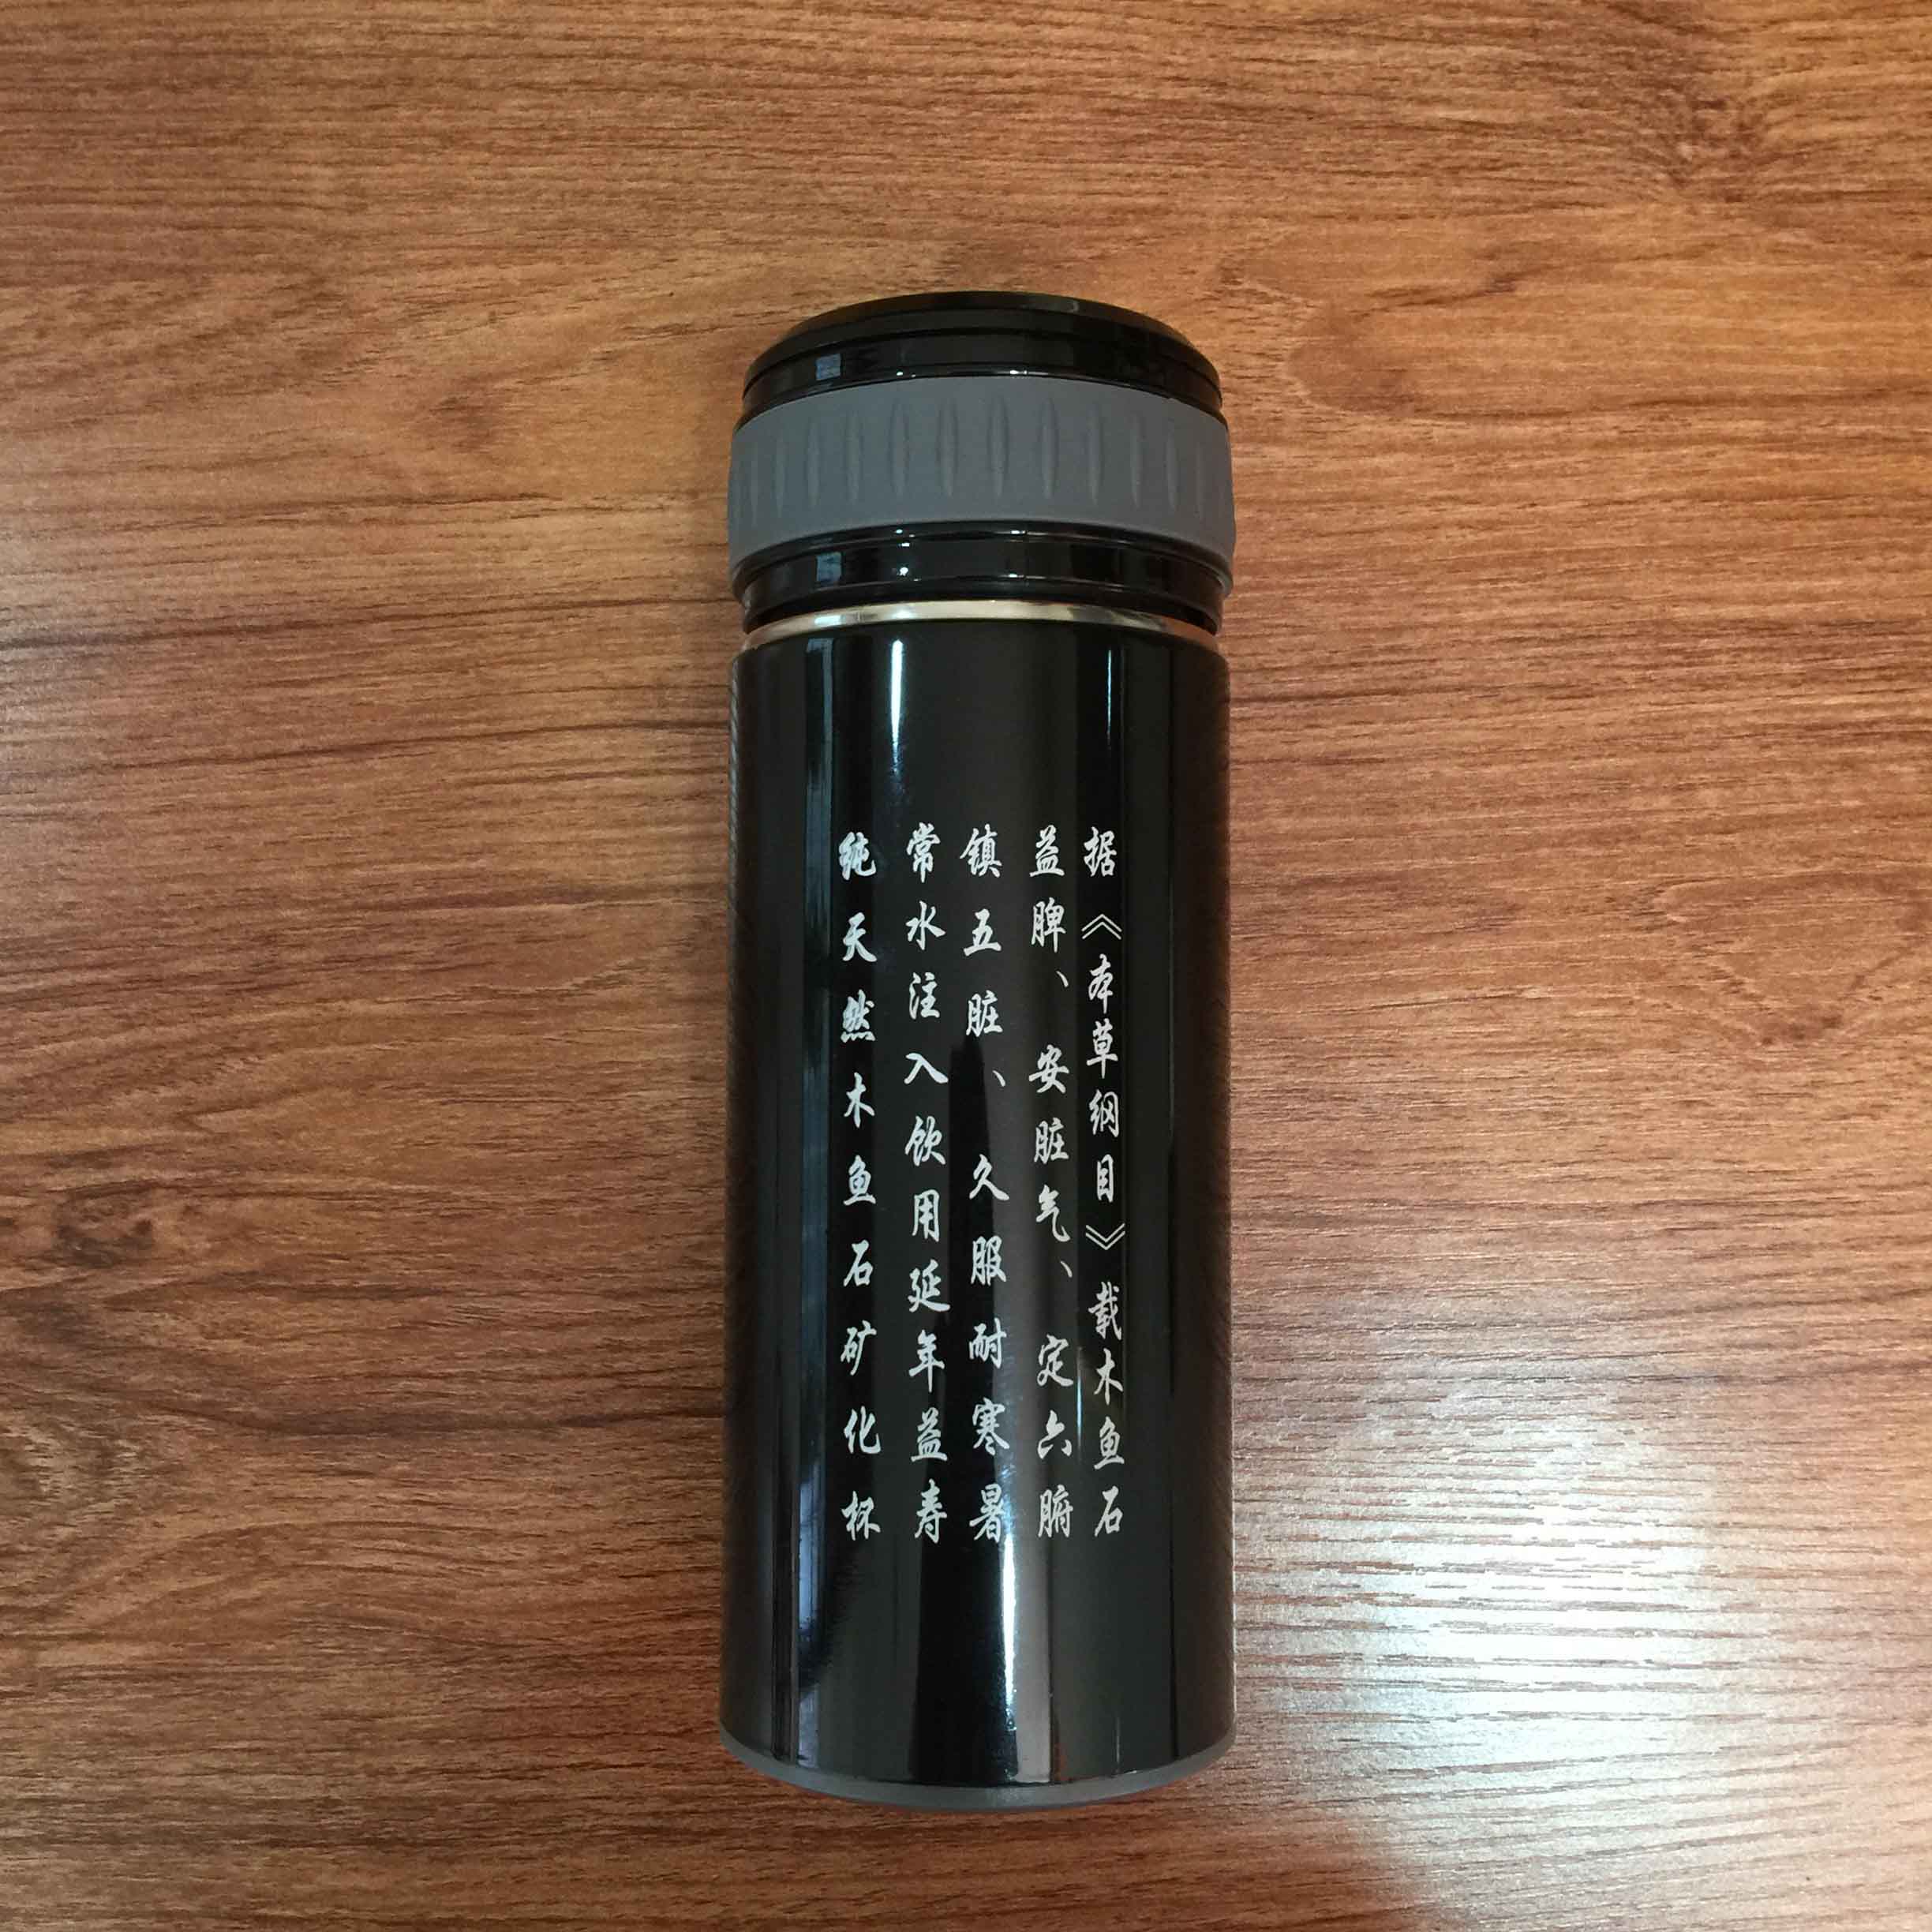 据《本草纲目》载木鱼石
益脾、安脏气、定六腑
镇五脏、久服耐寒暑
常水注入饮用延年益寿
纯天然木鱼石矿化杯